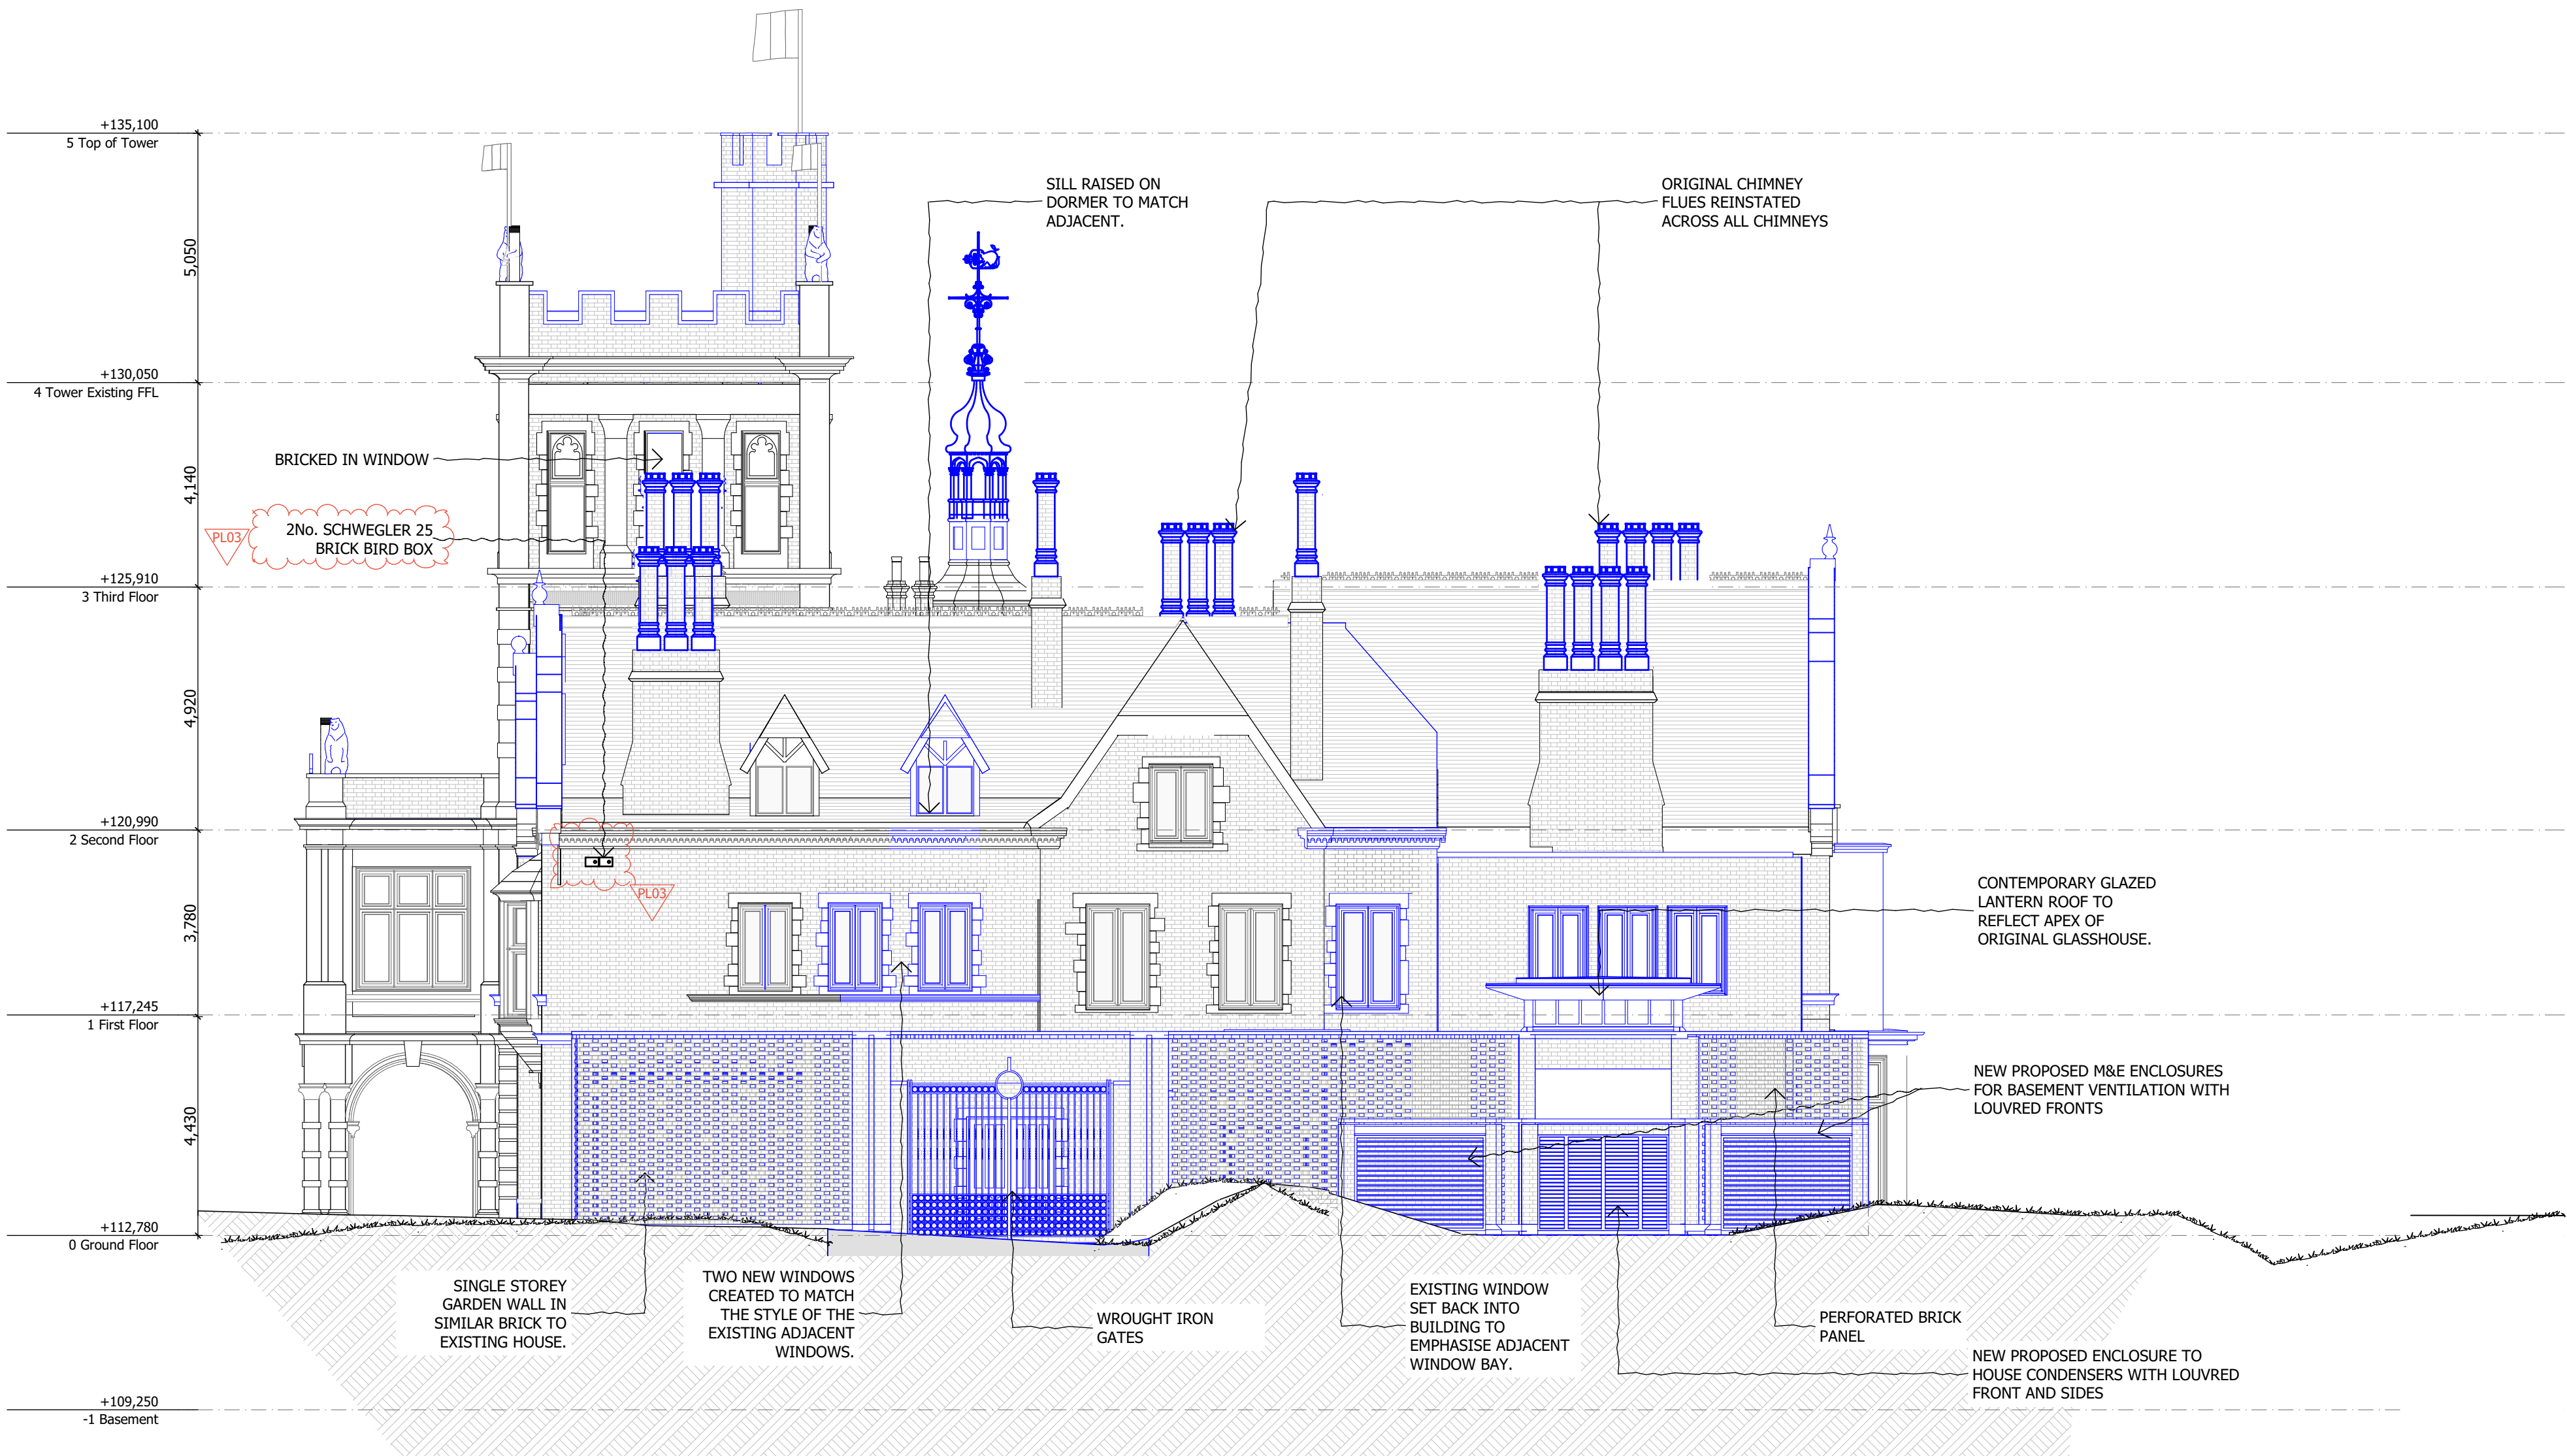 +135,100
5 Top of Tower
5,050
SILL RAISED ON
DORMER TO MATCH
ADJACENT.
ORIGINAL CHIMNEY
FLUES REINSTATED
ACROSS ALL CHIMNEYS
+130,050
4 Tower Existing FFL
BRICKED IN WINDOW
4,140
PL03
2No. SCHWEGLER 25
BRICK BIRD BOX
+125,910
3 Third Floor
4,920
+120,990
2 Second Floor
PL03
3,780
CONTEMPORARY GLAZED
LANTERN ROOF TO
REFLECT APEX OF
ORIGINAL GLASSHOUSE.
+117,245
1 First Floor
4,430
NEW PROPOSED M&E ENCLOSURES
FOR BASEMENT VENTILATION WITH
LOUVRED FRONTS
+112,780
0 Ground Floor
SINGLE STOREY
GARDEN WALL IN
SIMILAR BRICK TO
EXISTING HOUSE.
TWO NEW WINDOWS
CREATED TO MATCH
THE STYLE OF THE
EXISTING ADJACENT
WINDOWS.
WROUGHT IRON
GATES
EXISTING WINDOW
SET BACK INTO
BUILDING TO
EMPHASISE ADJACENT
WINDOW BAY.
PERFORATED BRICK
PANEL
NEW PROPOSED ENCLOSURE TO
HOUSE CONDENSERS WITH LOUVRED
FRONT AND SIDES
+109,250
-1 Basement